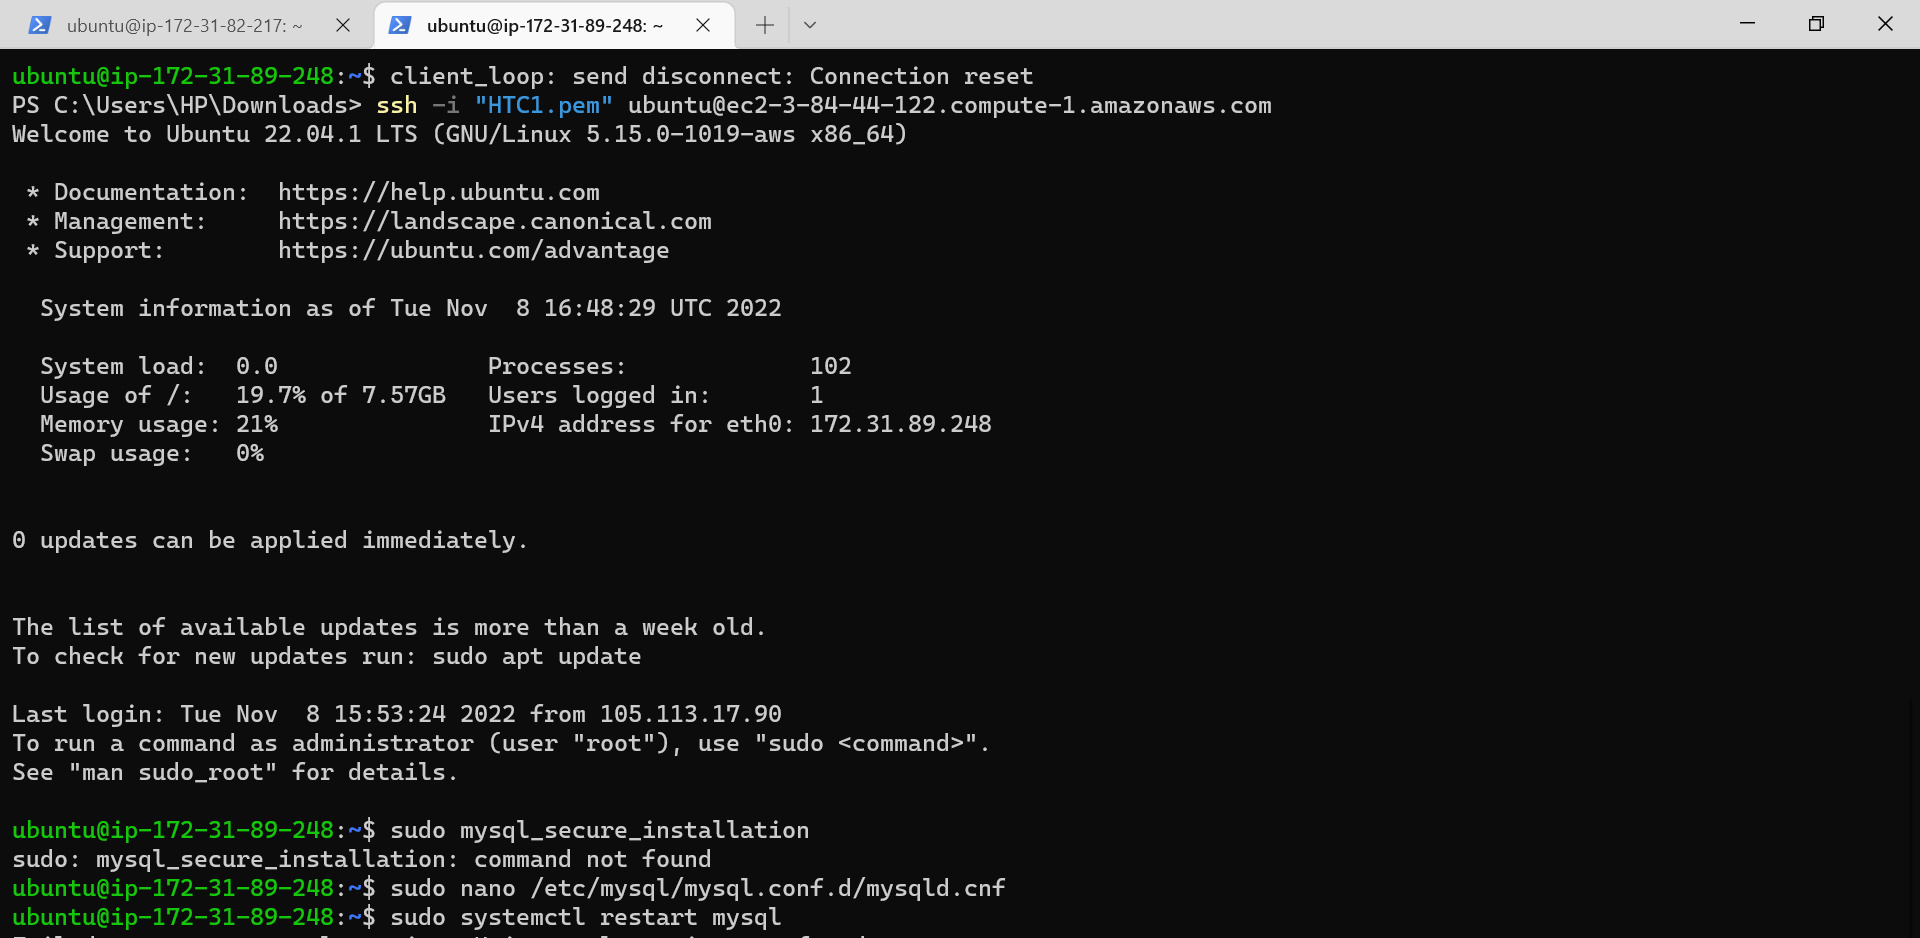 ubuntu@ip-172-31-82-217: ~
ubuntu@ip-172-31-89-248: ~
ubuntu@ip-172-31-89-248:~$ client_loop: send disconnect: Connection reset
PS C:\Users\HP\Downloads> ssh -i "HTC1.pem" ubuntu@ec2-3-84-44-122.compute-1.amazonaws.com
Welcome to Ubuntu 22.04.1 LTS (GNU/Linux 5.15.0-1019-aws x86_64)
* Documentation:  https://help.ubuntu.com
* Management:     https://landscape.canonical.com
* Support:        https://ubuntu.com/advantage
System information as of Tue Nov  8 16:48:29 UTC 2022
System load:  0.0               Processes:             102
Usage of /:   19.7% of 7.57GB   Users logged in:       1
Memory usage: 21%               IPv4 address for eth0: 172.31.89.248
Swap usage:   0%
0 updates can be applied immediately.
The list of available updates is more than a week old.
To check for new updates run: sudo apt update
Last login: Tue Nov  8 15:53:24 2022 from 105.113.17.90
To run a command as administrator (user "root"), use "sudo <command>".
See "man sudo_root" for details.
ubuntu@ip-172-31-89-248:~$ sudo mysql_secure_installation
sudo: mysql_secure_installation: command not found
ubuntu@ip-172-31-89-248:~$ sudo nano /etc/mysql/mysql.conf.d/mysqld.cnf
ubuntu@ip-172-31-89-248:~$ sudo systemctl restart mysql